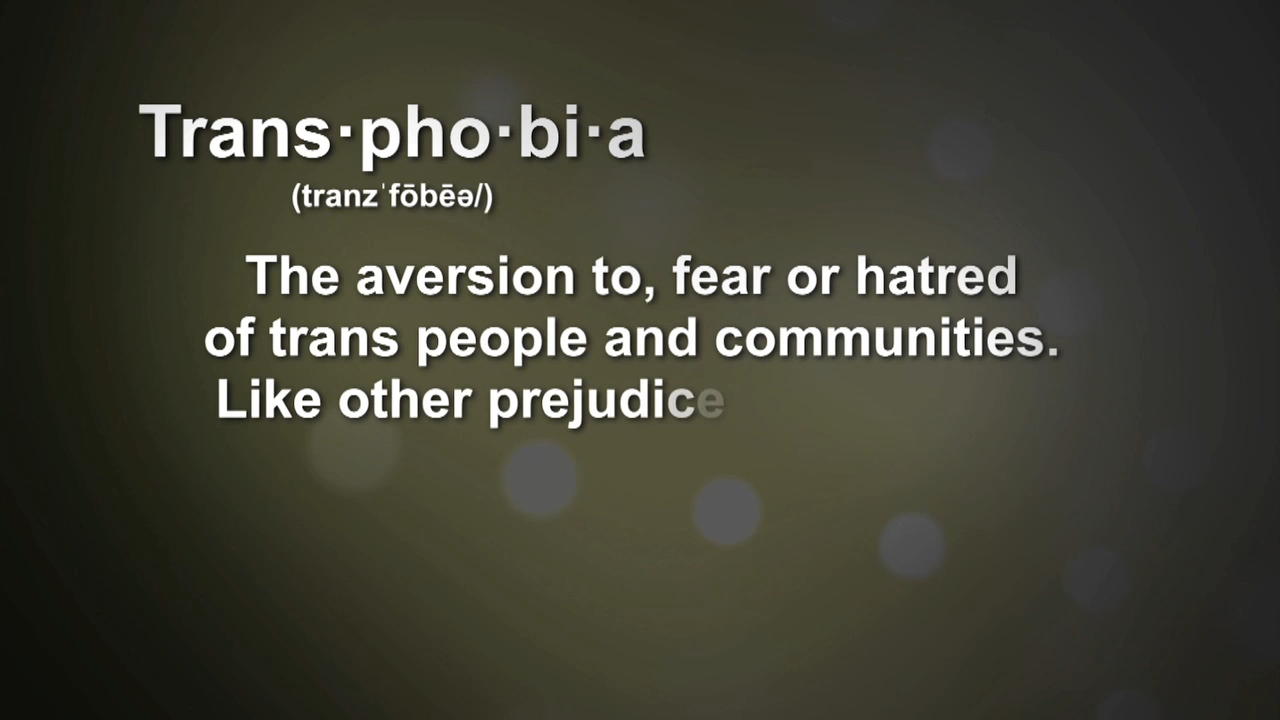 Trans·pho·bi·a
(tranzˈfōbēə/)
The aversion to, fear or hatred
of trans people and communities.
Like other prejudice